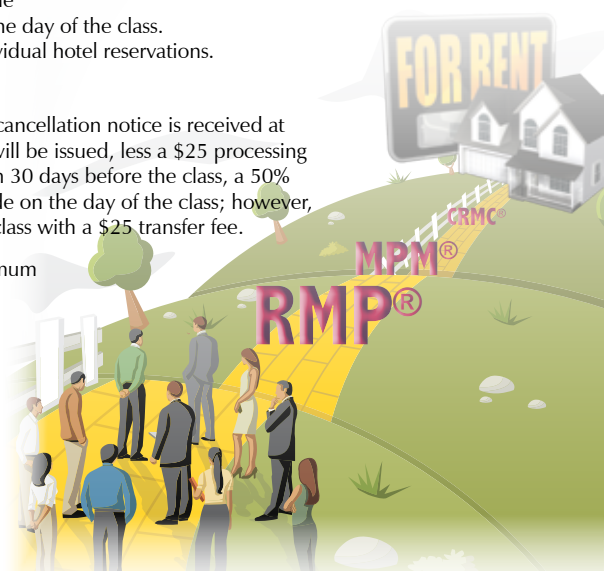 he day of the class.
vidual hotel reservations.
cancellation notice is received at
vill be issued, less a $25 processing
n 30 days before the class, a 50%
le on the day of the class; however,
class with a $25 transfer fee.
num
FOR RENT
CRMC®
MPM®
RMP®